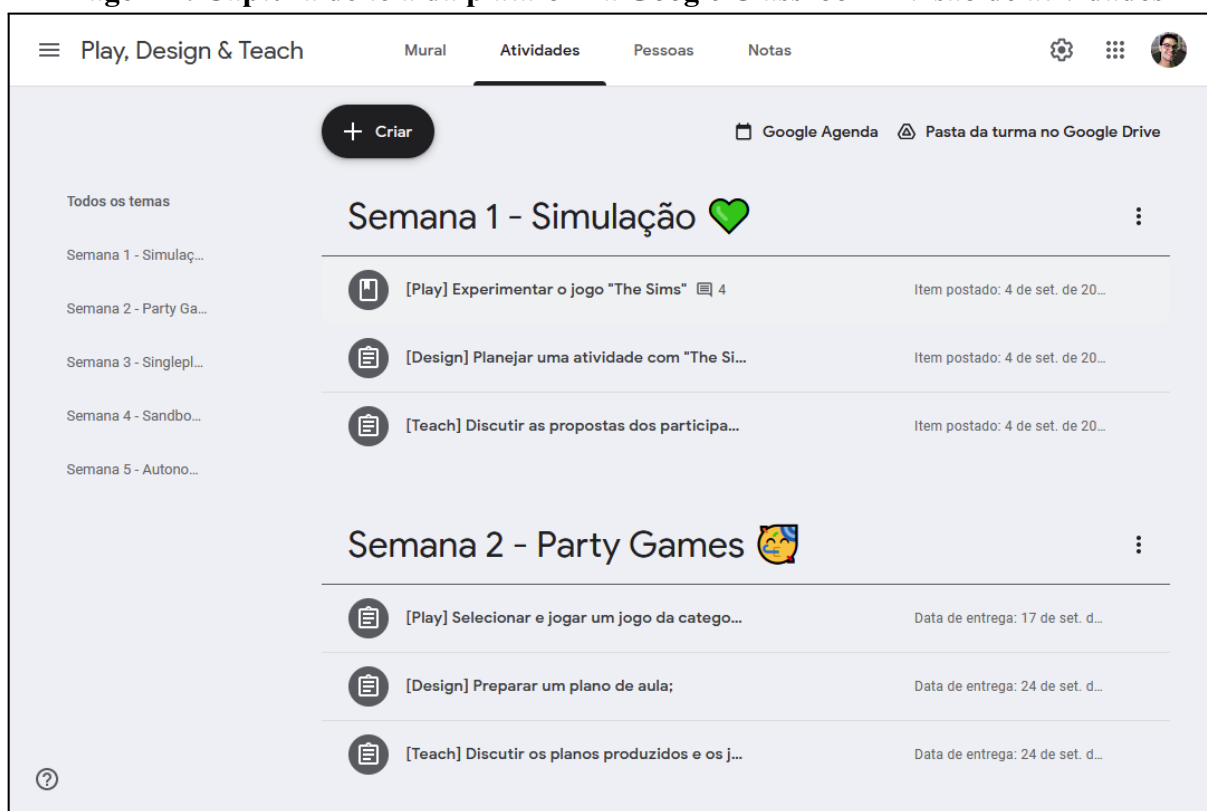 Play, Design & Teach
Mural
Atividades
Pessoas
Notas
Criar
Google Agenda
Pasta da turma no Google Drive
Todos os temas
Semana 1 - Simulaç...
Semana 2 - Party Ga...
Semana 3 - Singlepl...
Semana 4 - Sandbo...
Semana 5 - Autono...
Semana 1 - Simulação 💚
[Play] Experimentar o jogo "The Sims" 4
Item postado: 4 de set. de 20...
[Design] Planejar uma atividade com "The Si...
Item postado: 4 de set. de 20...
[Teach] Discutir as propostas dos participa...
Item postado: 4 de set. de 20...
Semana 2 - Party Games 🥳
[Play] Selecionar e jogar um jogo da catego...
Data de entrega: 17 de set. d...
[Design] Preparar um plano de aula;
Data de entrega: 24 de set. d...
[Teach] Discutir os planos produzidos e os j...
Data de entrega: 24 de set. d...